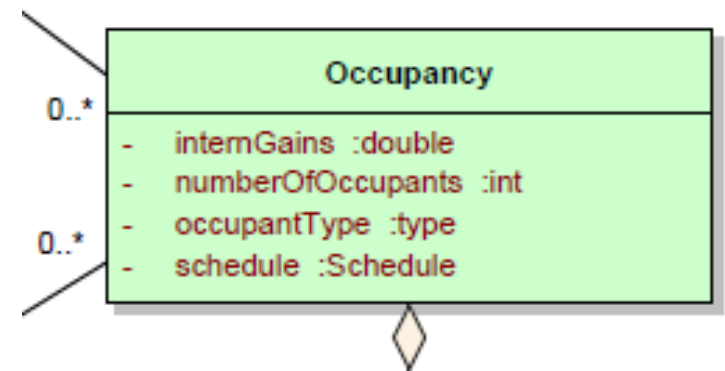 Occupancy
0..*
- internGains :double
- numberOfOccupants :int
- occupantType :type
0..*
- schedule :Schedule